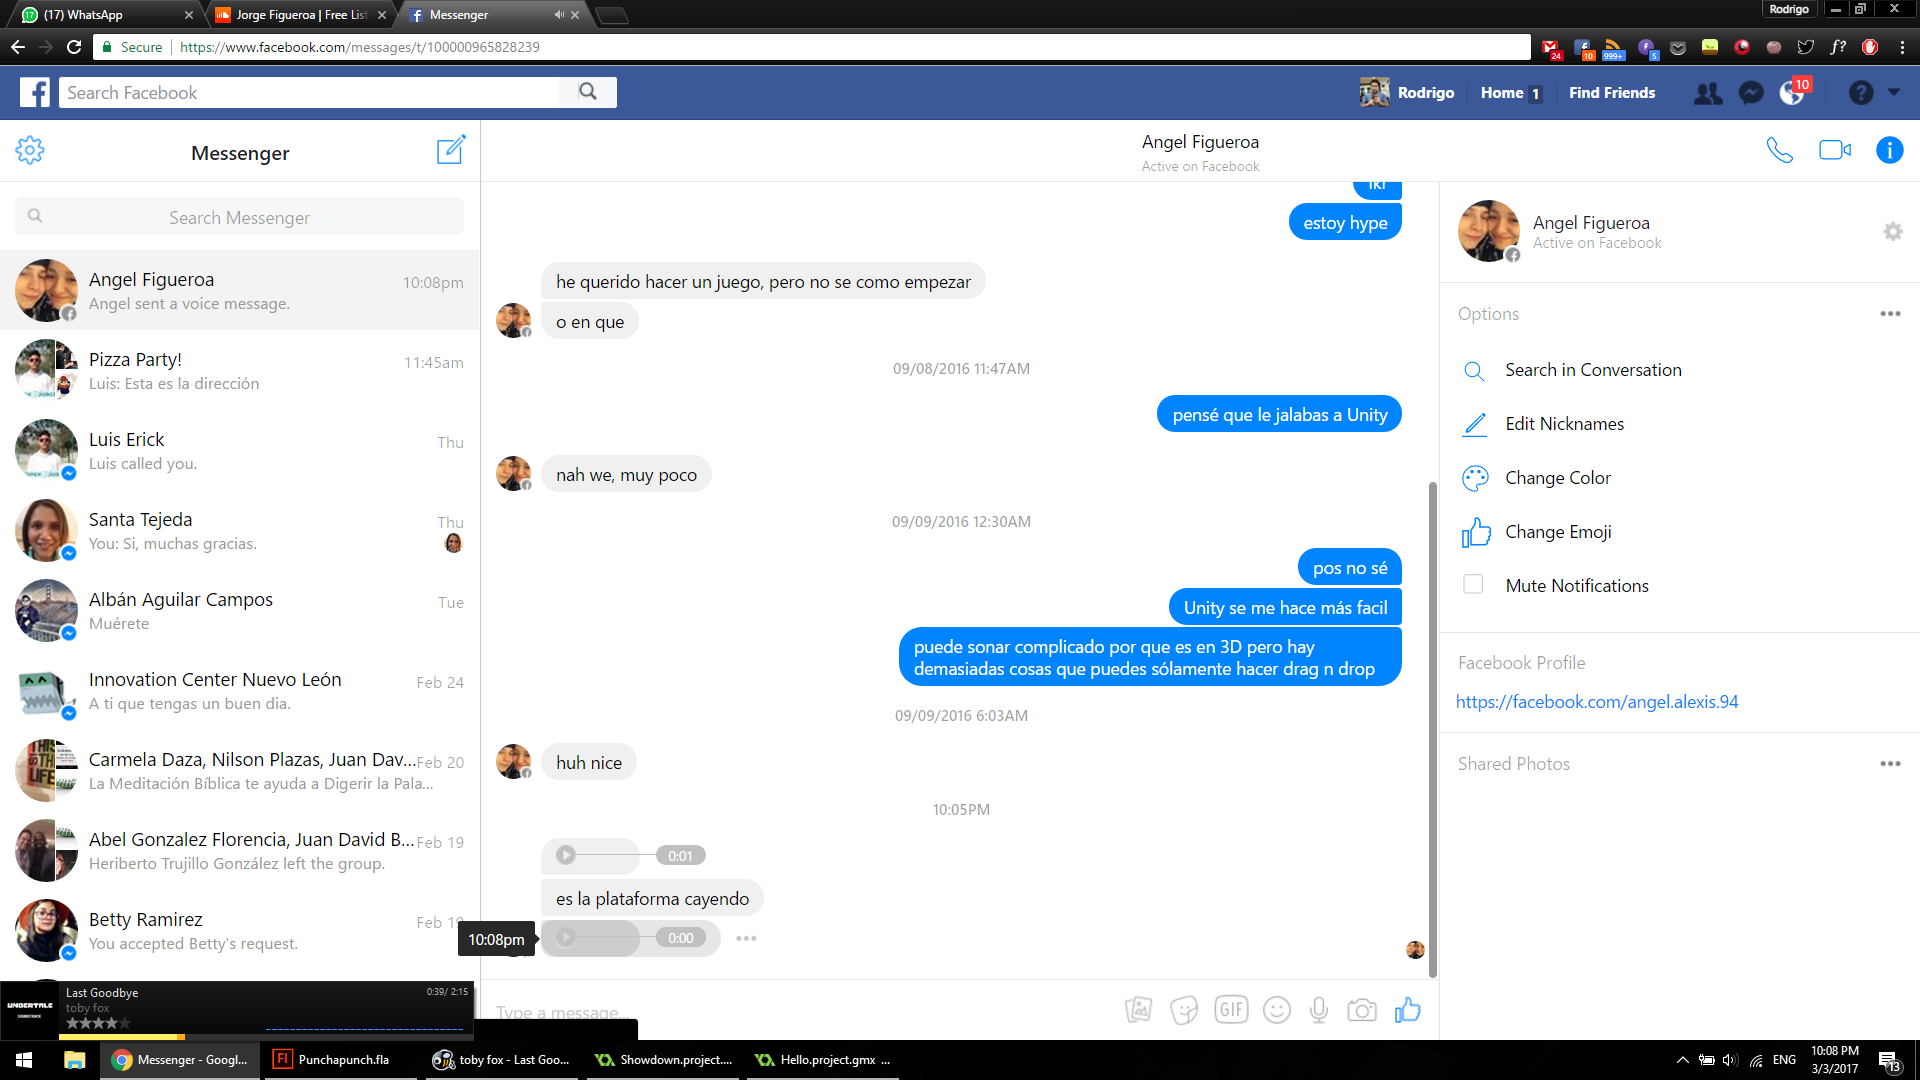 (17) WhatsApp
Jorge Figueroa | Free List
Messenger
Rodrigo
Secure
https://www.facebook.com/messages/t/100000965828239
24
10
999+
5
f?
Search Facebook
Rodrigo
Home 1
Find Friends
10
Messenger
Search Messenger
Angel Figueroa
10:08pm
Angel sent a voice message.
Pizza Party!
11:45am
Luis: Esta es la dirección
Luis Erick
Thu
Luis called you.
Santa Tejeda
Thu
You: Si, muchas gracias.
Albán Aguilar Campos
Tue
Muérete
Innovation Center Nuevo León
Feb 24
A ti que tengas un buen dia.
Carmela Daza, Nilson Plazas, Juan Dav...
Feb 20
La Meditación Bíblica te ayuda a Digerir la Pala...
Abel Gonzalez Florencia, Juan David B...
Feb 19
Heriberto Trujillo González left the group.
Betty Ramirez
Feb 19
You accepted Betty's request.
Angel Figueroa
Active on Facebook
estoy hype
he querido hacer un juego, pero no se como empezar
o en que
09/08/2016 11:47AM
pensé que le jalabas a Unity
nah we, muy poco
09/09/2016 12:30AM
pos no sé
Unity se me hace más facil
puede sonar complicado por que es en 3D pero hay
demasiadas cosas que puedes sólamente hacer drag n drop
09/09/2016 6:03AM
huh nice
10:05PM
0:01
es la plataforma cayendo
10:08pm
0:00
Type a message...
GIF
Angel Figueroa
Active on Facebook
Options
Search in Conversation
Edit Nicknames
Change Color
Change Emoji
Mute Notifications
Facebook Profile
https://facebook.com/angel.alexis.94
Shared Photos
UNDERTALE
SOUNDTRACK
Last Goodbye
0:39/ 2:15
toby fox
Messenger - Googl...
Punchapunch.fla
toby fox - Last Goo...
Showdown.project....
Hello.project.gmx ...
ENG
10:08 PM
3/3/2017
13